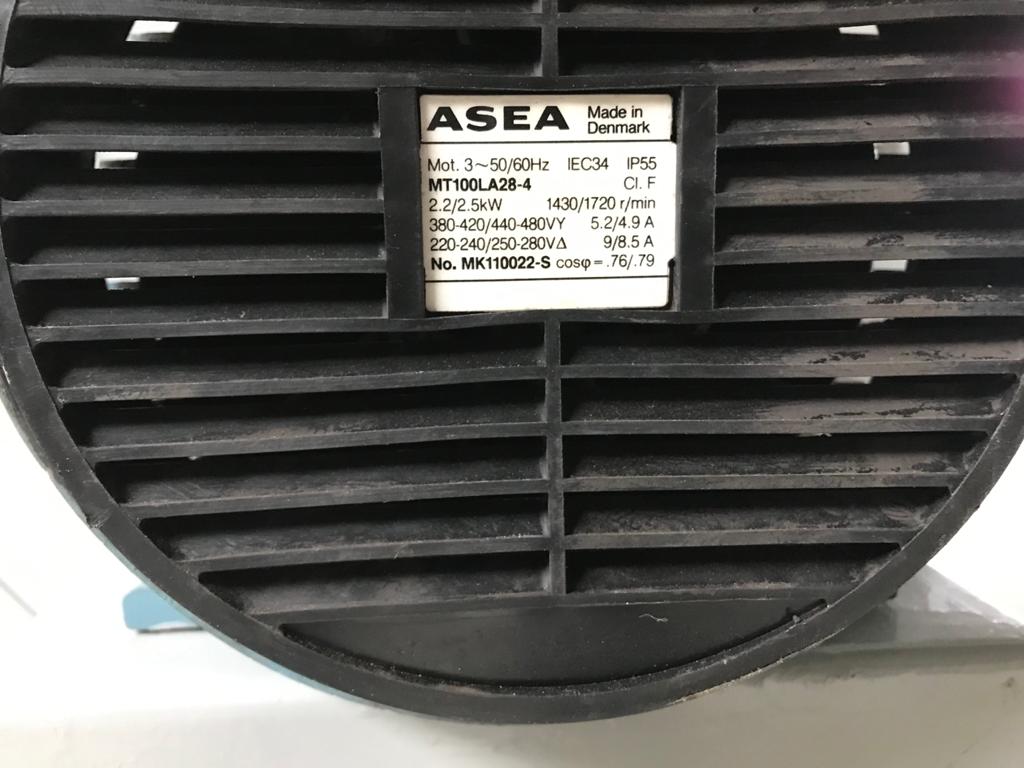 ASEA Made in Denmark
Mot. 3~50/60Hz IEC34 IP55
MT100LA28-4 Cl. F
2.2/2.5kW 1430/1720 r/min
380-420/440-480VY 5.2/4.9 A
220-240/250-280V∆ 9/8.5 A
No. MK110022-S cosφ = .76/.79